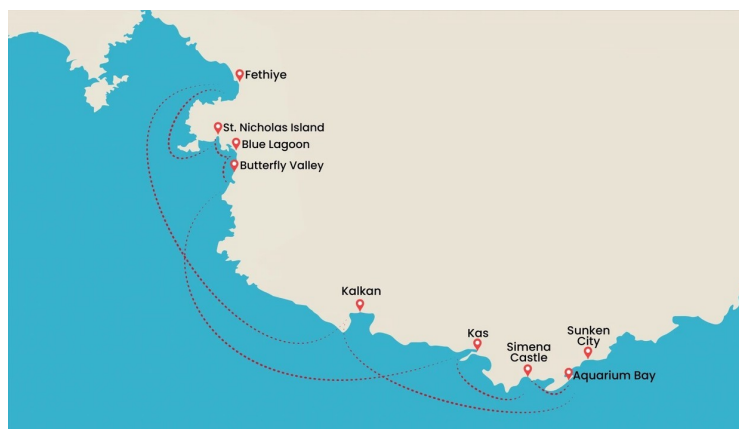 Fethiye
St. Nicholas Island
Blue Lagoon
Butterfly Valley
Kalkan
Kas
Simena
Castle
Sunken
City
Aquarium Bay